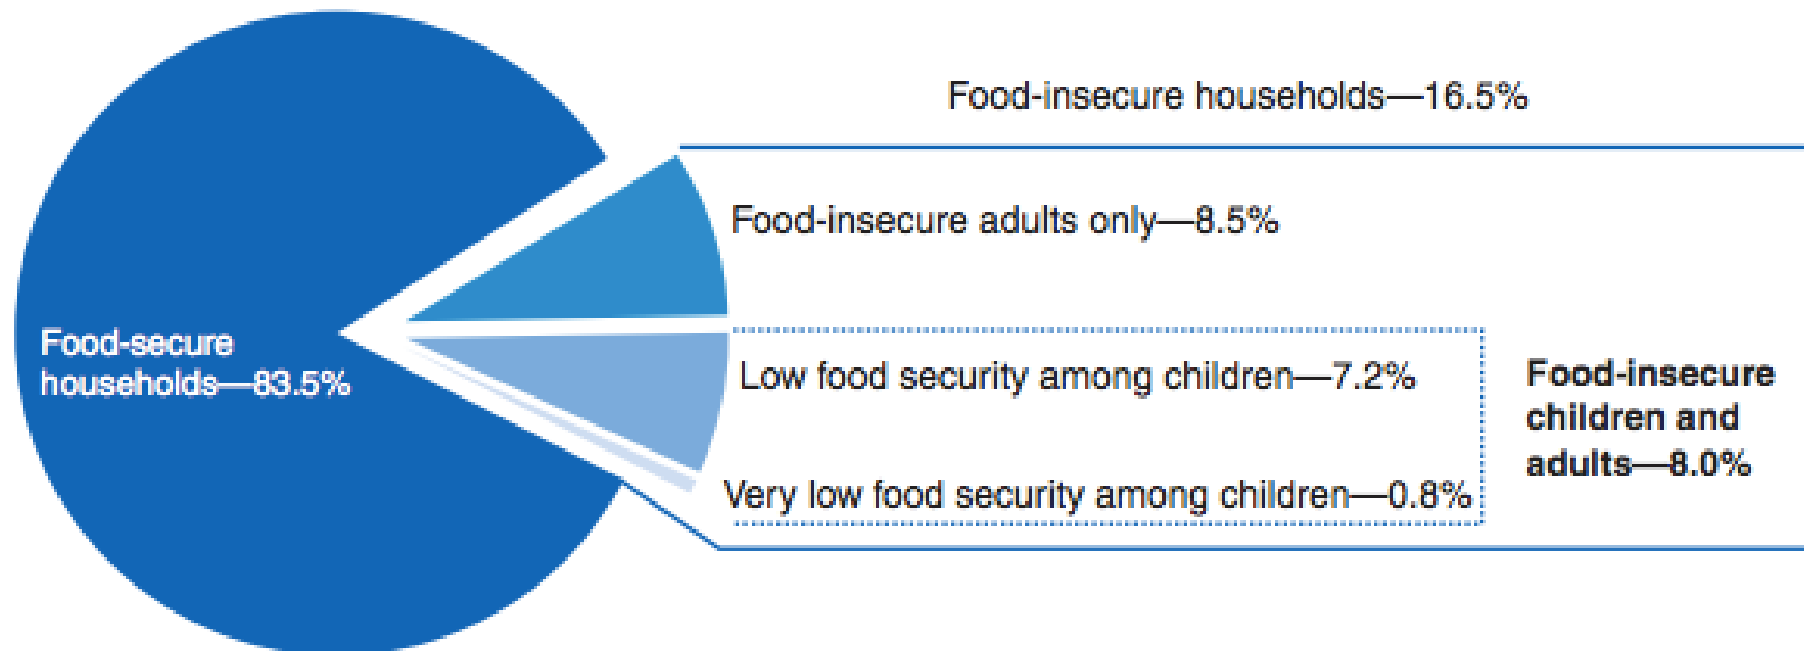 Food-insecure households—16.5%
Food-insecure adults only—8.5%
Food-secure
households—83.5%
Low food security among children—7.2%
Very low food security among children—0.8%
Food-insecure
children and
adults—8.0%